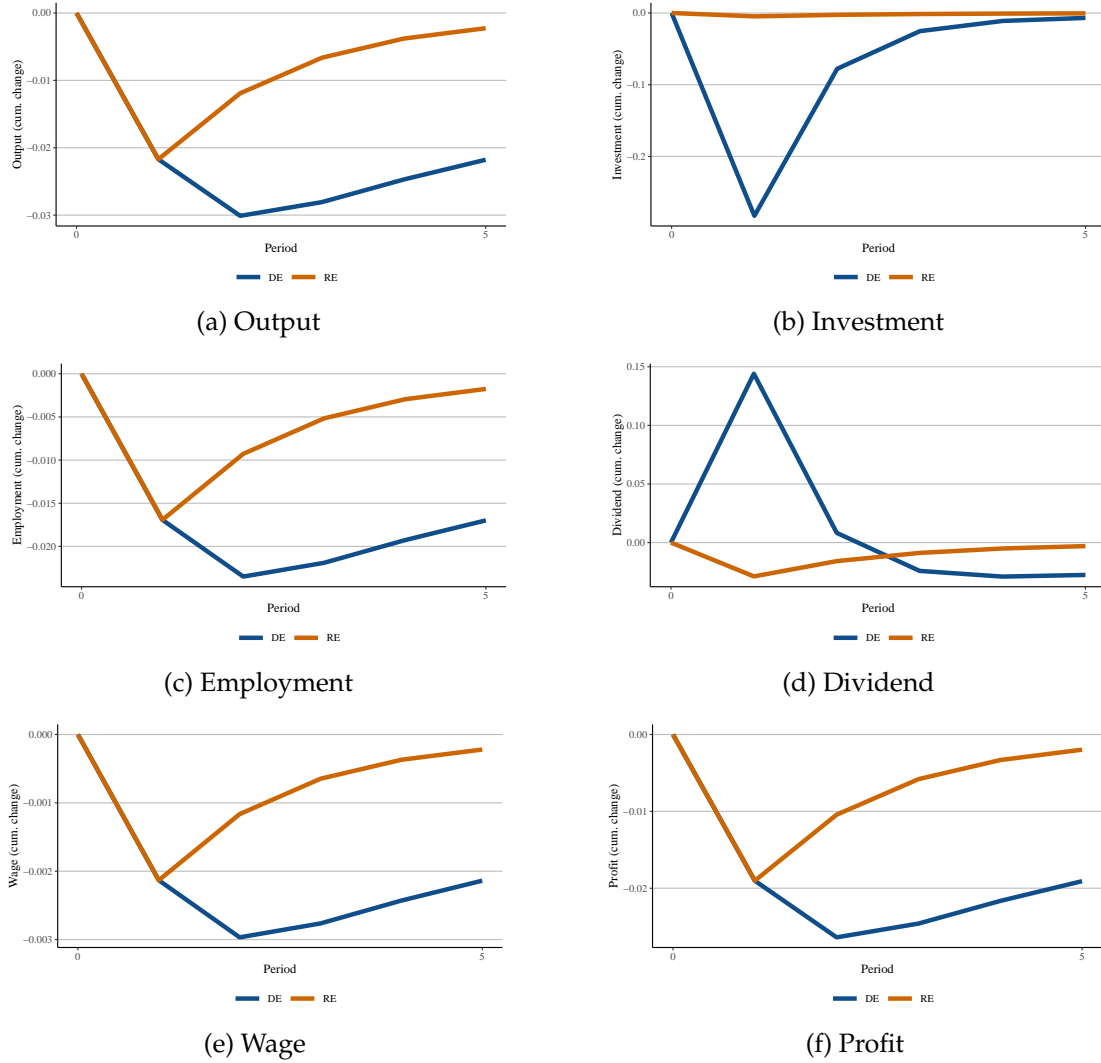 0.00
−0.01
−0.02
−0.03
Output (cum. change)
0
5
Period
DE RE
(a) Output
0.0
−0.1
−0.2
Investment (cum. change)
0
5
Period
DE RE
(b) Investment
0.000
−0.005
−0.010
−0.015
−0.020
Employment (cum. change)
0
5
Period
DE RE
(c) Employment
0.15
0.10
0.05
0.00
Dividend (cum. change)
0
5
Period
DE RE
(d) Dividend
0.000
−0.001
−0.002
−0.003
Wage (cum. change)
0
5
Period
DE RE
(e) Wage
0.00
−0.01
−0.02
Profit (cum. change)
0
5
Period
DE RE
(f) Profit